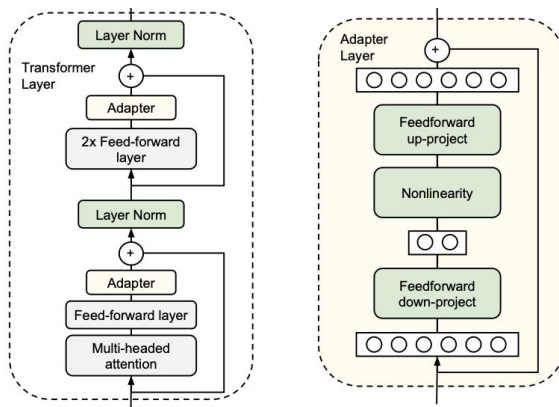 Layer Norm
Transformer
Layer
+
Adapter
2x Feed-forward
layer
Layer Norm
+
Adapter
Feed-forward layer
Multi-headed
attention
Adapter
Layer
+
Feedforward
up-project
Nonlinearity
Feedforward
down-project